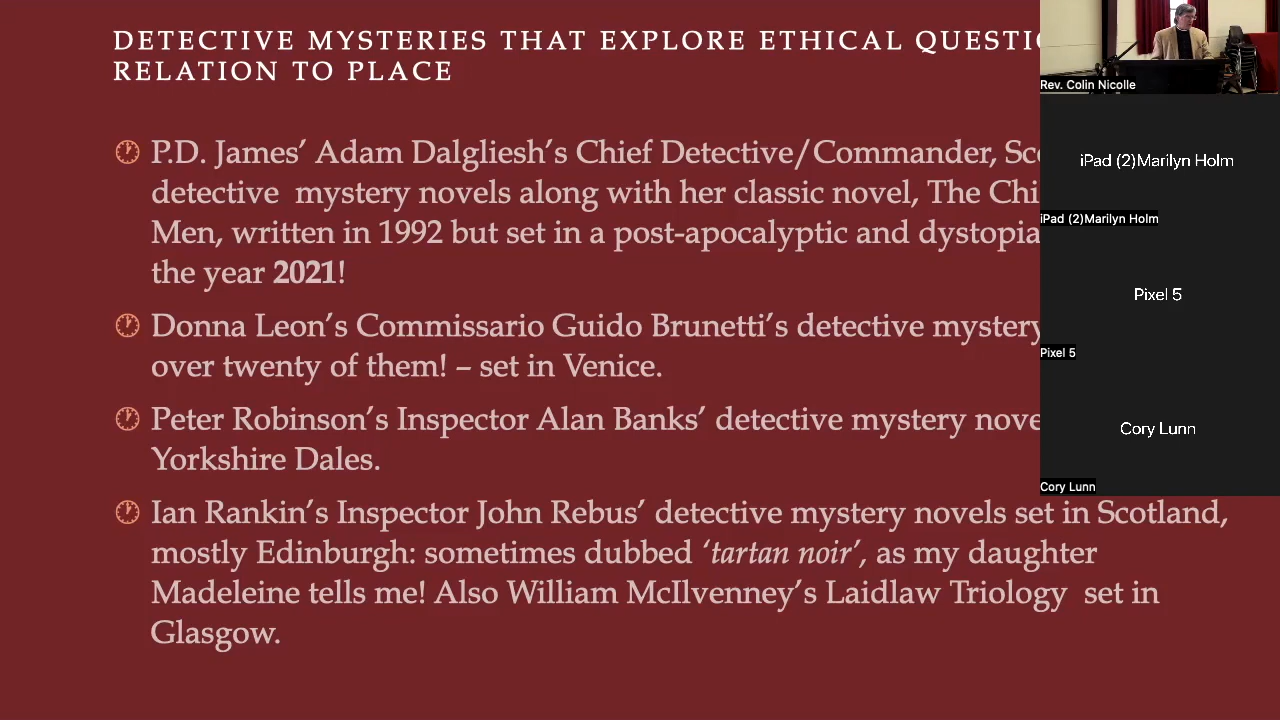 DETECTIVE MYSTERIES THAT EXPLORE ETHICAL
RELATION TO PLACE
P.D. James' Adam Dalgliesh's Chief Detective/Commander,
detective mystery novels along with her classic novel, The
Men, written in 1992 but set in a post-apocalyptic and
the year 2021!
Donna Leon's Commissario Guido Brunetti's detective mystery
over twenty of them! – set in Venice.
Peter Robinson's Inspector Alan Banks' detective mystery
Yorkshire Dales.
Ian Rankin's Inspector John Rebus' detective mystery novels set in Scotland,
mostly Edinburgh: sometimes dubbed 'tartan noir', as my daughter
Madeleine tells me! Also William McIlvenney's Laidlaw Triology set in
Glasgow.
Rev. Colin Nicolle
iPad (2)Marilyn Holm
iPad (2)Marilyn Holm
Pixel 5
Pixel 5
Cory Lunn
Cory Lunn